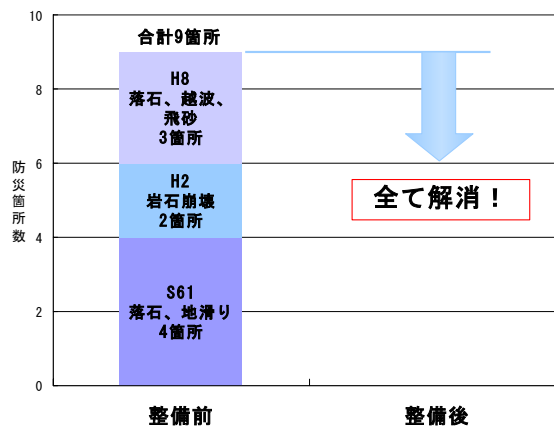 10
8
6
4
2
0
防災箇所数
合計9箇所
H8
落石、越波、
飛砂
3箇所
H2
岩石崩壊
2箇所
S61
落石、地滑り
4箇所
全て解消！
整備前
整備後